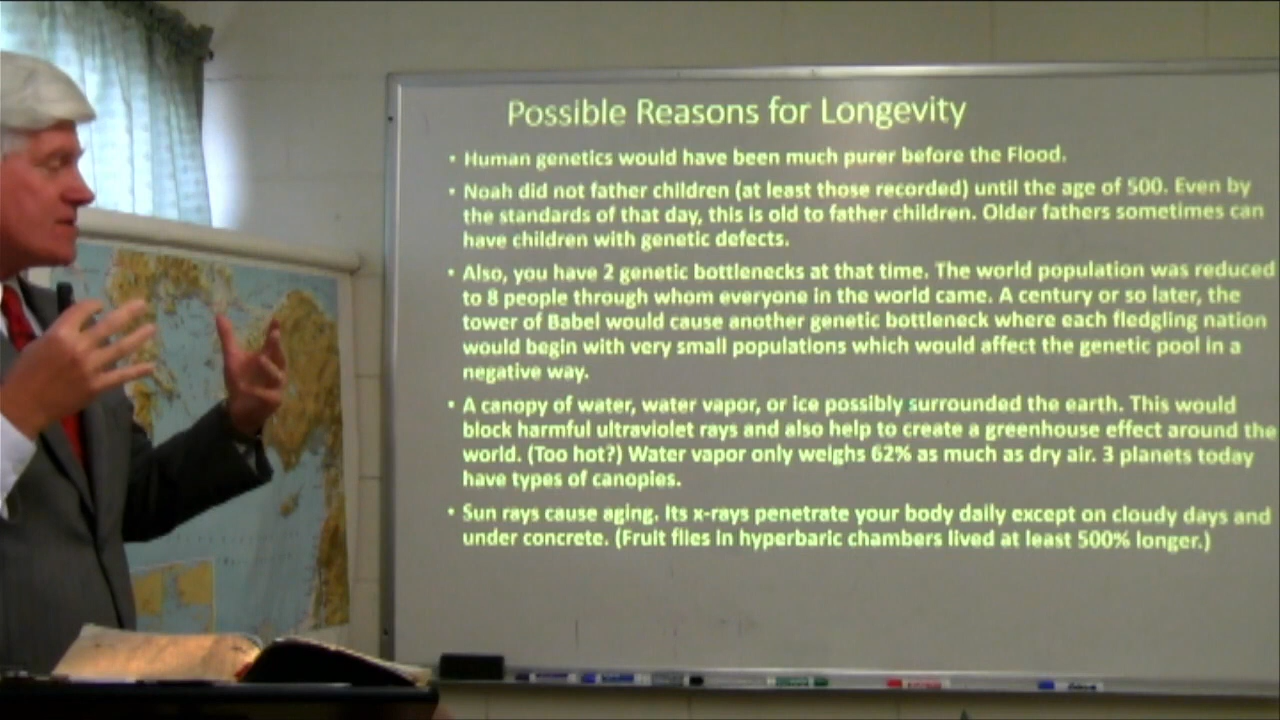 Possible Reasons for Longevity
• Human genetics would have been much purer before the Flood.
• Noah did not father children (at least those recorded) until the age of 500. Even by
the standards of that day, this is old to father children. Older fathers sometimes can
have children with genetic defects.
• Also, you have 2 genetic bottlenecks at that time. The world population was reduced
to 8 people through whom everyone in the world came. A century or so later, the
tower of Babel would cause another genetic bottleneck where each fledgling nation
would begin with very small populations which would affect the genetic pool in a
negative way.
• A canopy of water, water vapor, or ice possibly surrounded the earth. This would
block harmful ultraviolet rays and also help to create a greenhouse effect around the
world. (Too hot?) Water vapor only weighs 62% as much as dry air. 3 planets today
have types of canopies.
• Sun rays cause aging. Its x-rays penetrate your body daily except on cloudy days and
under concrete. (Fruit flies in hyperbaric chambers lived at least 500% longer.)